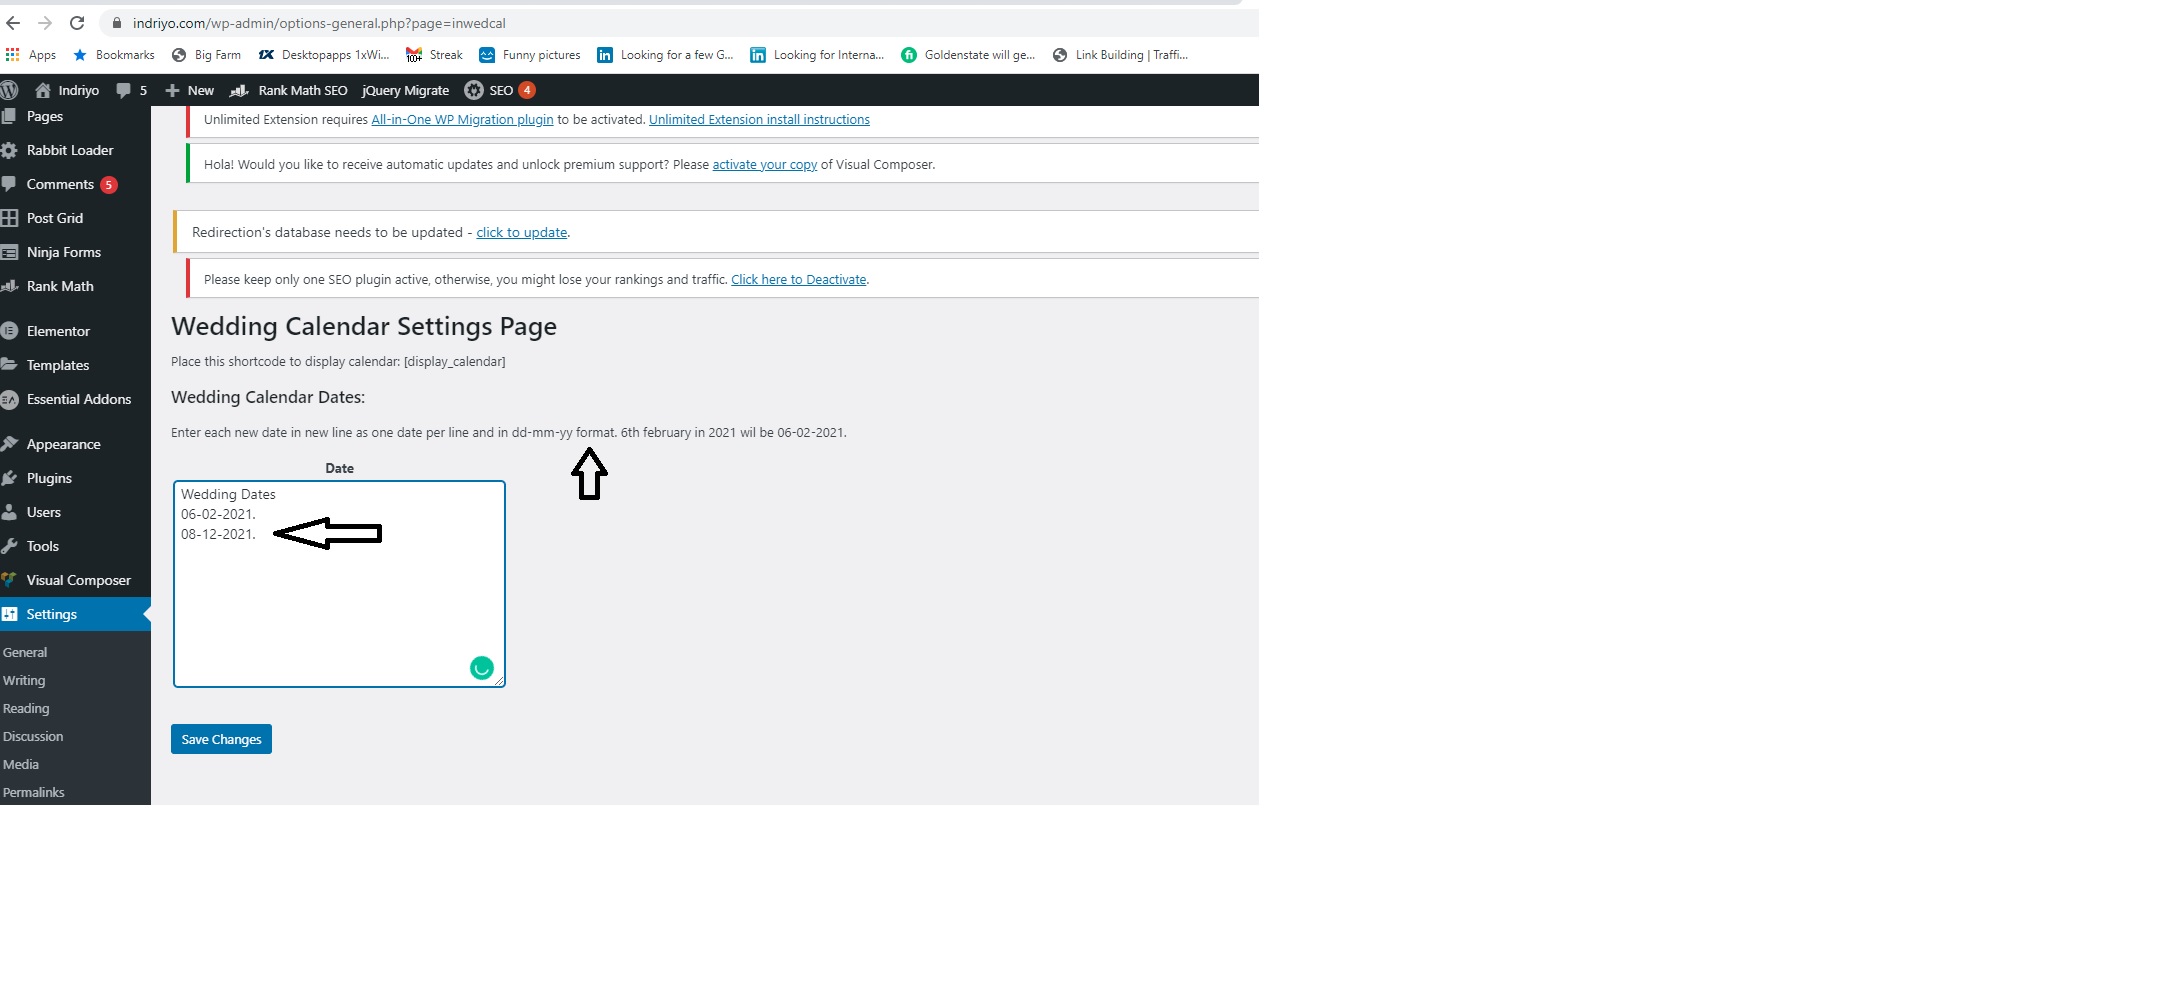 indriyo.com/wp-admin/options-general.php?page=inwedcal
Apps Bookmarks Big Farm 1X Desktopapps 1xWi... 100+ Streak Funny pictures in Looking for a few G... in Looking for Interna... fi Goldenstate will ge... Link Building | Traffi...
Indriyo 5 New Rank Math SEO jQuery Migrate SEO 4
Pages
Rabbit Loader
Comments 5
Post Grid
Ninja Forms
Rank Math
Elementor
Templates
Essential Addons
Appearance
Plugins
Users
Tools
Visual Composer
Settings
General
Writing
Reading
Discussion
Media
Permalinks
Unlimited Extension requires All-in-One WP Migration plugin to be activated. Unlimited Extension install instructions
Hola! Would you like to receive automatic updates and unlock premium support? Please activate your copy of Visual Composer.
Redirection's database needs to be updated - click to update.
Please keep only one SEO plugin active, otherwise, you might lose your rankings and traffic. Click here to Deactivate.
Wedding Calendar Settings Page
Place this shortcode to display calendar: [display_calendar]
Wedding Calendar Dates:
Enter each new date in new line as one date per line and in dd-mm-yy format. 6th february in 2021 wil be 06-02-2021.
Date
Wedding Dates
06-02-2021.
08-12-2021.
Save Changes